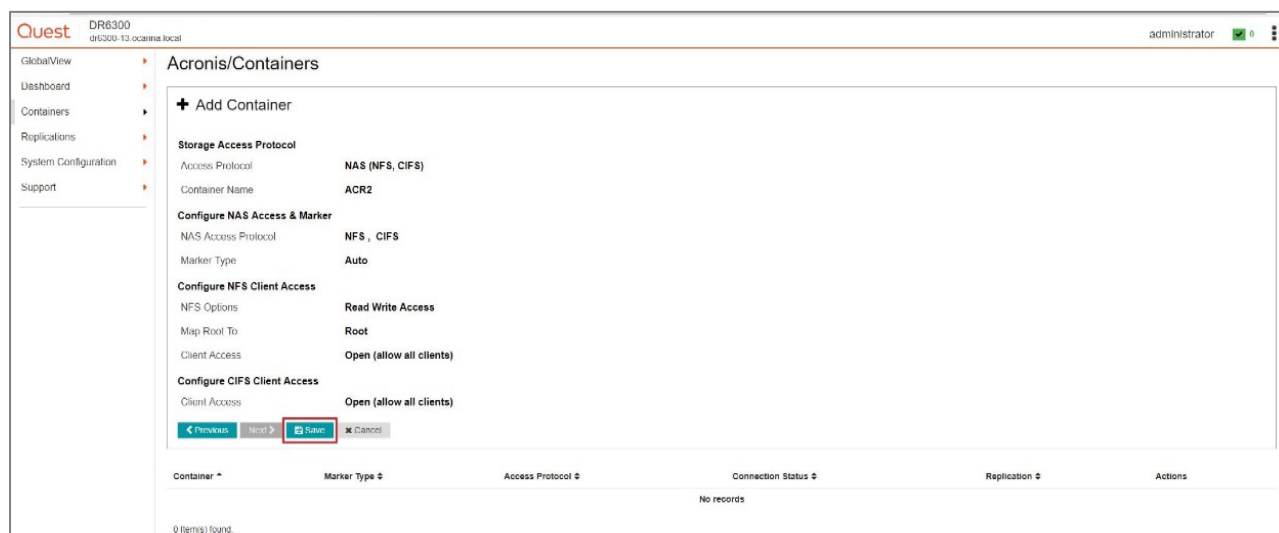 Quest DR6300
dr6300-13.ocarina.local
administrator 0
GlobalView
Dashboard
Containers
Replications
System Configuration
Support
Acronis/Containers
+ Add Container
Storage Access Protocol
Access Protocol NAS (NFS, CIFS)
Container Name ACR2
Configure NAS Access & Marker
NAS Access Protocol NFS , CIFS
Marker Type Auto
Configure NFS Client Access
NFS Options Read Write Access
Map Root To Root
Client Access Open (allow all clients)
Configure CIFS Client Access
Client Access Open (allow all clients)
Previous Next Save Cancel
Container Marker Type Access Protocol Connection Status Replication Actions
No records
0 Item(s) found.